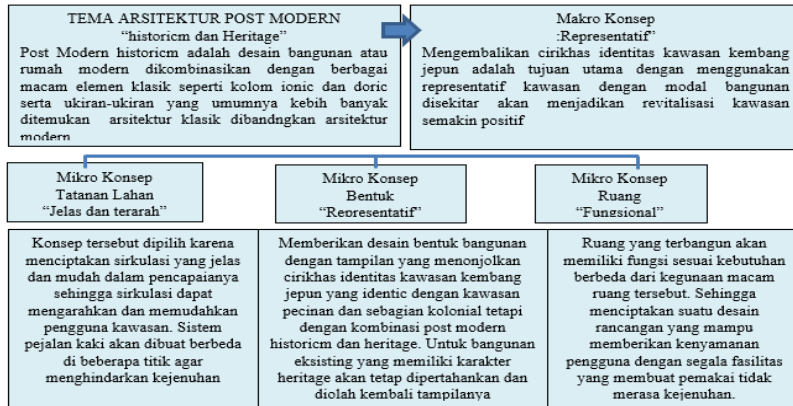 TEMA ARSITEKTUR POST MODERN
“historicm dan Heritage”
Post Modern historicm adalah desain bangunan atau
rumah modern dikombinasikan dengan berbagai
macam elemen klasik seperti kolom ionic dan doric
serta ukiran-ukiran yang umumnya kebih banyak
ditemukan arsitektur klasik dibandngkan arsitektur
modern
Makro Konsep
:Representatif”
Mengembalikan cirikhas identitas kawasan kembang
jepun adalah tujuan utama dengan menggunakan
representatif kawasan dengan modal bangunan
disekitar akan menjadikan revitalisasi kawasan
semakin positif
Mikro Konsep
Tatanan Lahan
“Jelas dan terarah”
Mikro Konsep
Bentuk
“Representatif”
Mikro Konsep
Ruang
“Fungsional”
Konsep tersebut dipilih karena
menciptakan sirkulasi yang jelas
dan mudah dalam pencapaianya
sehingga sirkulasi dapat
mengarahkan dan memudahkan
pengguna kawasan. Sistem
pejalan kaki akan dibuat berbeda
di beberapa titik agar
menghindarkan kejenuhan
Memberikan desain bentuk bangunan
dengan tampilan yang menonjolkan
cirikhas identitas kawasan kembang
jepun yang identic dengan kawasan
pecinan dan sebagian kolonial tetapi
dengan kombinasi post modern
historicm dan heritage. Untuk bangunan
eksisting yang memiliki karakter
heritage akan tetap dipertahankan dan
diolah kembali tampilanya
Ruang yang terbangun akan
memiliki fungsi sesuai kebutuhan
berbeda dari kegunaan macam
ruang tersebut. Sehingga
menciptakan suatu desain
rancangan yang mampu
memberikan kenyamanan
pengguna dengan segala fasilitas
yang membuat pemakai tidak
merasa kejenuhan.